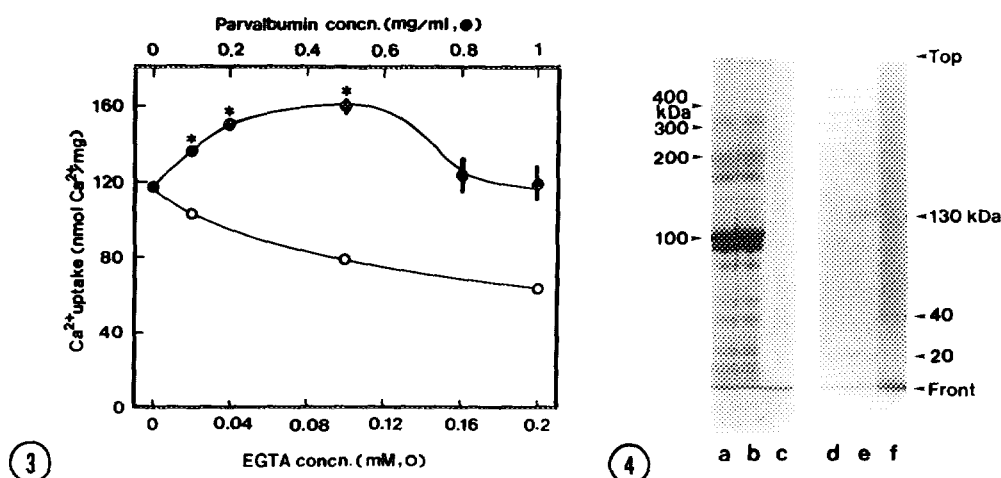 Parvalbumin concn. (mg/ml, ●)
0 0.2 0.4 0.6 0.8 1
Ca2+ uptake (nmol Ca2+/mg)
160
120
80
40
0
* * *
0 0.04 0.08 0.12 0.16 0.2
EGTA concn. (mM, O)
3
400
kDa
300
200
100
Top
130 kDa
40
20
Front
a b c d e f
4